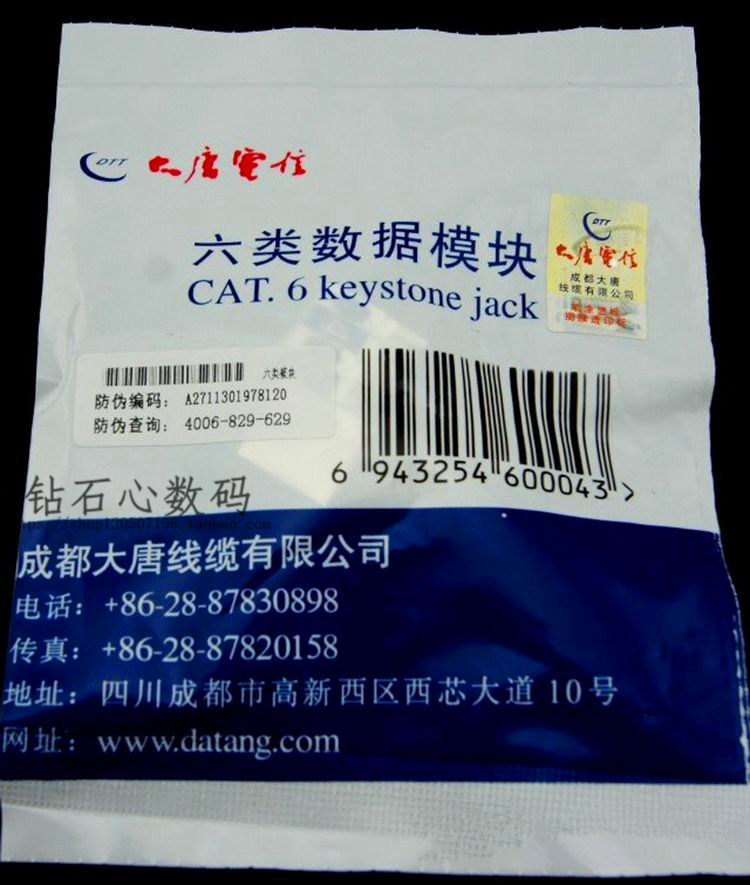 DTT 大唐電信
六类数据模块
CAT. 6 keystone jack
DTT
大唐電信
成都大唐
线缆有限公司
六类模块
防伪编码： A2711301978120
防伪查询： 4006-829-629
6 943254 600043 >
钻石心数码
成都大唐线缆有限公司
电话：+86-28-87830898
传真：+86-28-87820158
地址：四川成都市高新西区西芯大道10号
网址：www.datang.com